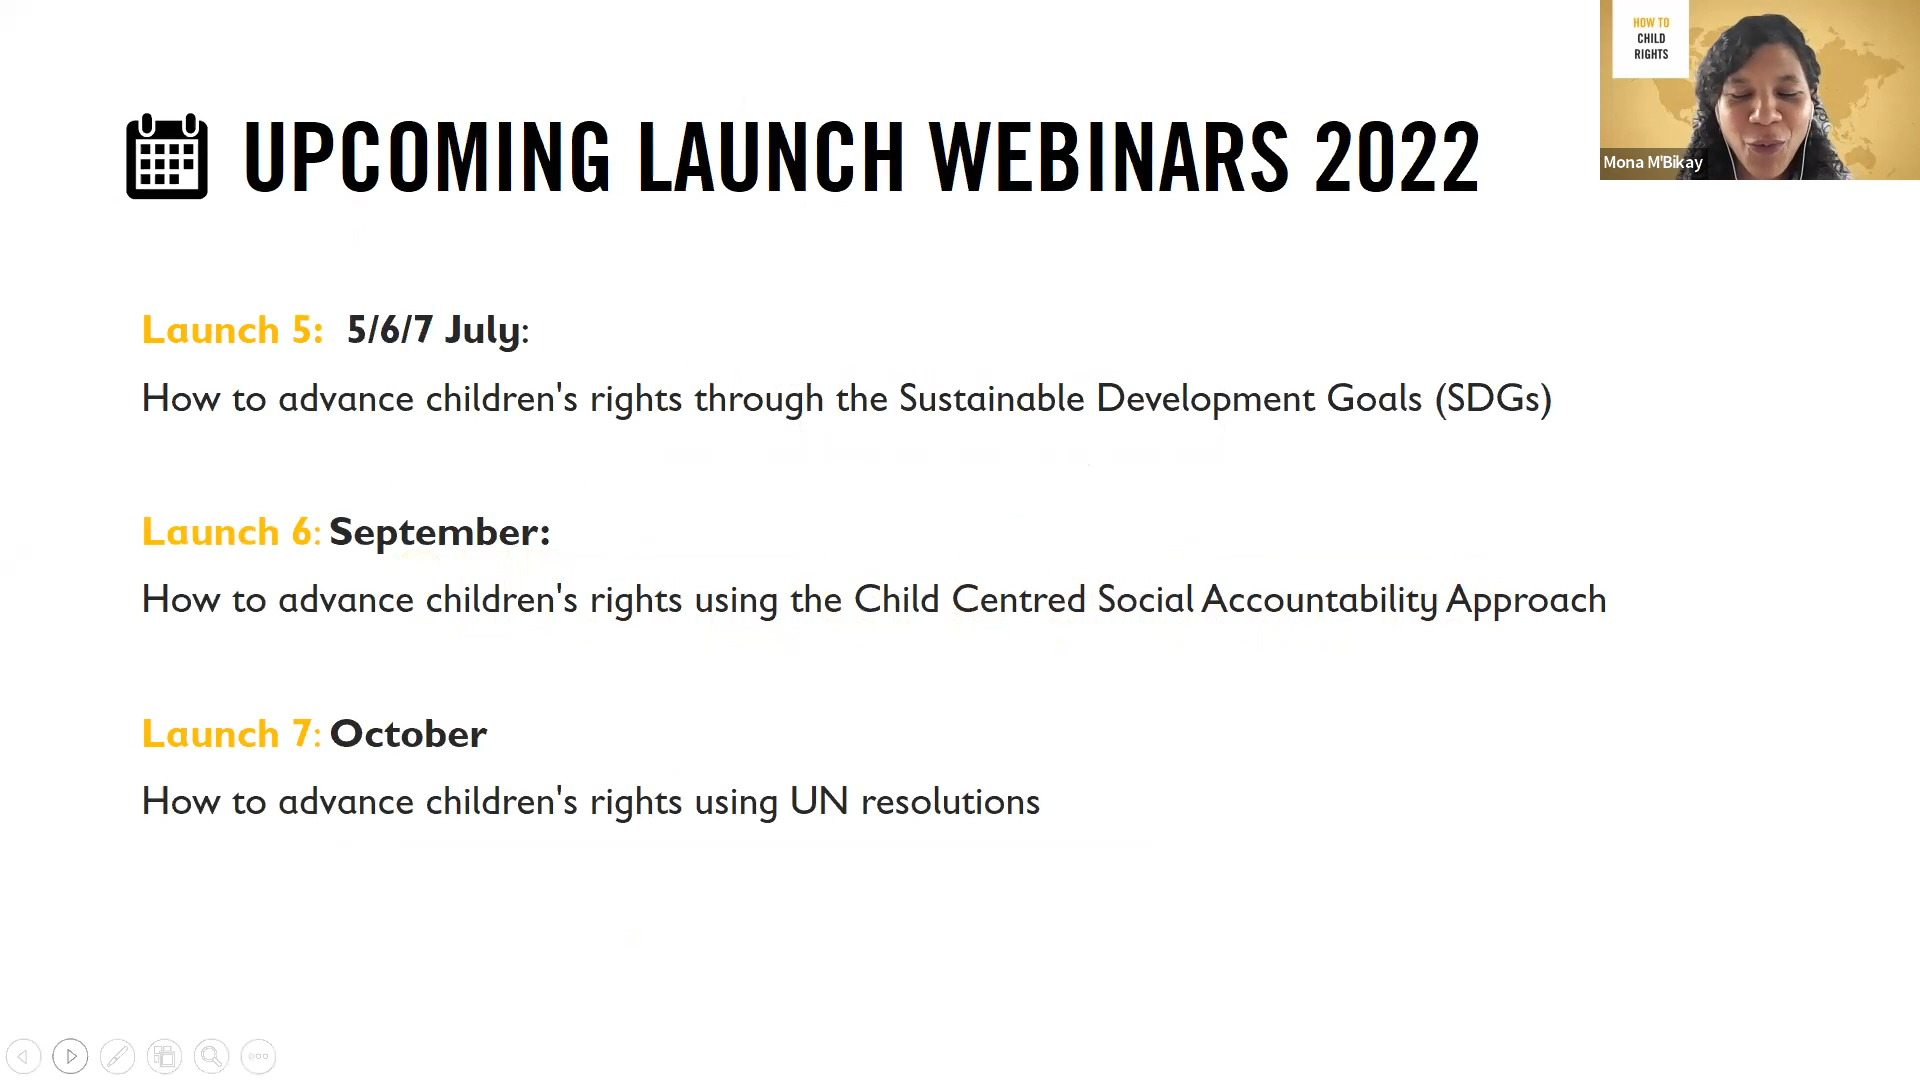 UPCOMING LAUNCH WEBINARS 2022
HOW TO
CHILD
RIGHTS
Mona M'Bikay
Launch 5: 5/6/7 July:
How to advance children's rights through the Sustainable Development Goals (SDGs)
Launch 6: September:
How to advance children's rights using the Child Centred Social Accountability Approach
Launch 7: October
How to advance children's rights using UN resolutions